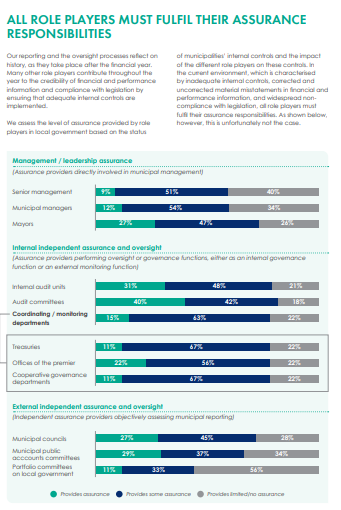 ALL ROLE PLAYERS MUST FULFIL THEIR ASSURANCE
RESPONSIBILITIES
Our reporting and the oversight processes reflect on
history, as they take place after the financial year.
Many other role players contribute throughout the
year to the credibility of financial and performance
information and compliance with legislation by
ensuring that adequate internal controls are
implemented.
We assess the level of assurance provided by role
players in local government based on the status
of municipalities' internal controls and the impact
of the different role players on these controls. In
the current environment, which is characterised
by inadequate internal controls, corrected and
uncorrected material misstatements in financial and
performance information, and widespread non-
compliance with legislation, all role players must
fulfil their assurance responsibilities. As shown below,
however, this is unfortunately not the case.
Management / leadership assurance
(Assurance providers directly involved in municipal management)
Senior management 9% 51% 40%
Municipal managers 12% 54% 34%
Mayors 27% 47% 26%
Internal independent assurance and oversight
(Assurance providers performing oversight or governance functions, either as an internal governance
function or an external monitoring function)
Internal audit units 31% 48% 21%
Audit committees 40% 42% 18%
Coordinating / monitoring
departments 15% 63% 22%
Treasuries 11% 67% 22%
Offices of the premier 22% 56% 22%
Cooperative governance
departments 11% 67% 22%
External independent assurance and oversight
(Independent assurance providers objectively assessing municipal reporting)
Municipal councils 27% 45% 28%
Municipal public
accounts committees 29% 37% 34%
Portfolio committees
on local government 11% 33% 56%
Provides assurance Provides some assurance Provides limited/no assurance